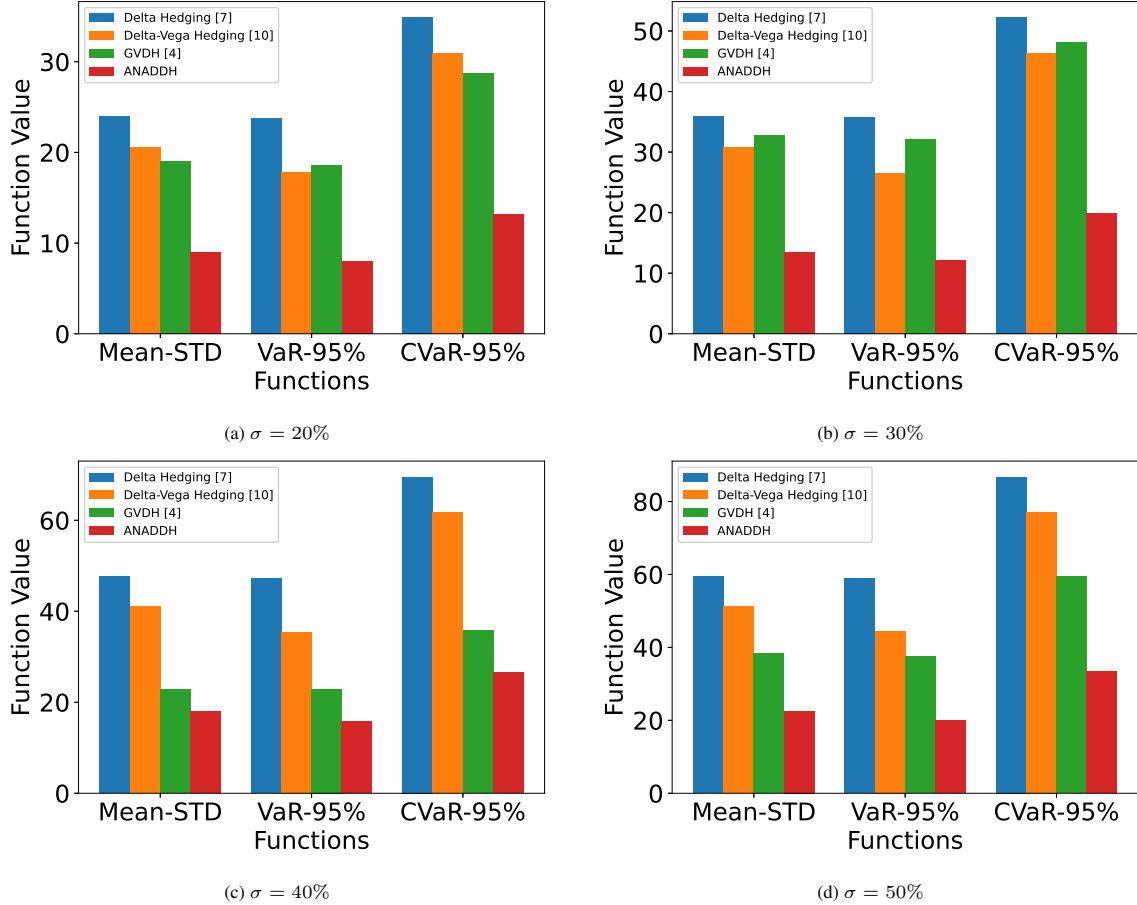 Delta Hedging [7]
Delta-Vega Hedging [10]
GVDH [4]
ANADDH
Function Value
30
20
10
0
Mean-STD VaR-95% CVaR-95%
Functions
(a) σ = 20%
Delta Hedging [7]
Delta-Vega Hedging [10]
GVDH [4]
ANADDH
Function Value
50
40
30
20
10
0
Mean-STD VaR-95% CVaR-95%
Functions
(b) σ = 30%
Delta Hedging [7]
Delta-Vega Hedging [10]
GVDH [4]
ANADDH
Function Value
60
40
20
0
Mean-STD VaR-95% CVaR-95%
Functions
(c) σ = 40%
Delta Hedging [7]
Delta-Vega Hedging [10]
GVDH [4]
ANADDH
Function Value
80
60
40
20
0
Mean-STD VaR-95% CVaR-95%
Functions
(d) σ = 50%